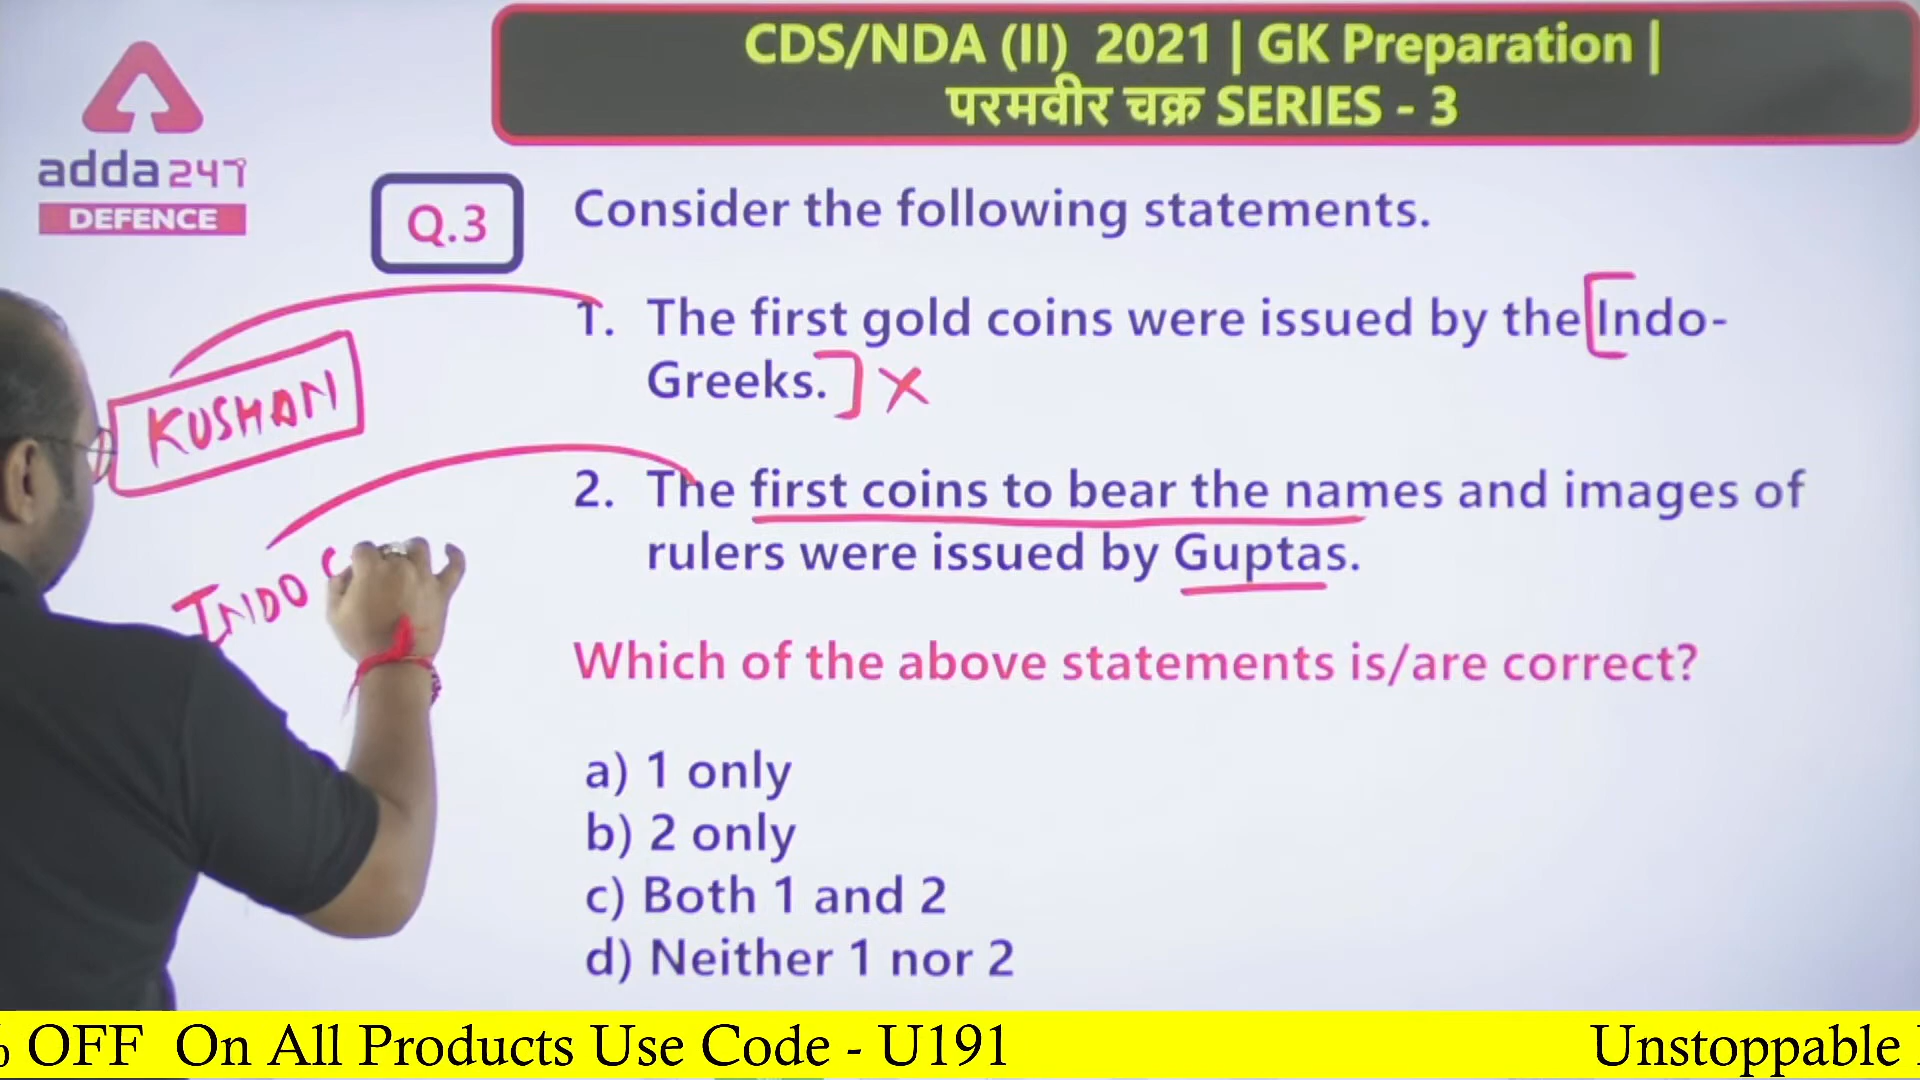 CDS/NDA (II) 2021 | GK Preparation |
परमवीर चक्र SERIES - 3
adda247
DEFENCE
Q.3
Consider the following statements.
1. The first gold coins were issued by the Indo-
Greeks.
KUSHAN
2. The first coins to bear the names and images of
rulers were issued by Guptas.
INDO
Which of the above statements is/are correct?
a) 1 only
b) 2 only
c) Both 1 and 2
d) Neither 1 nor 2
% OFF On All Products Use Code - U191
Unstoppable